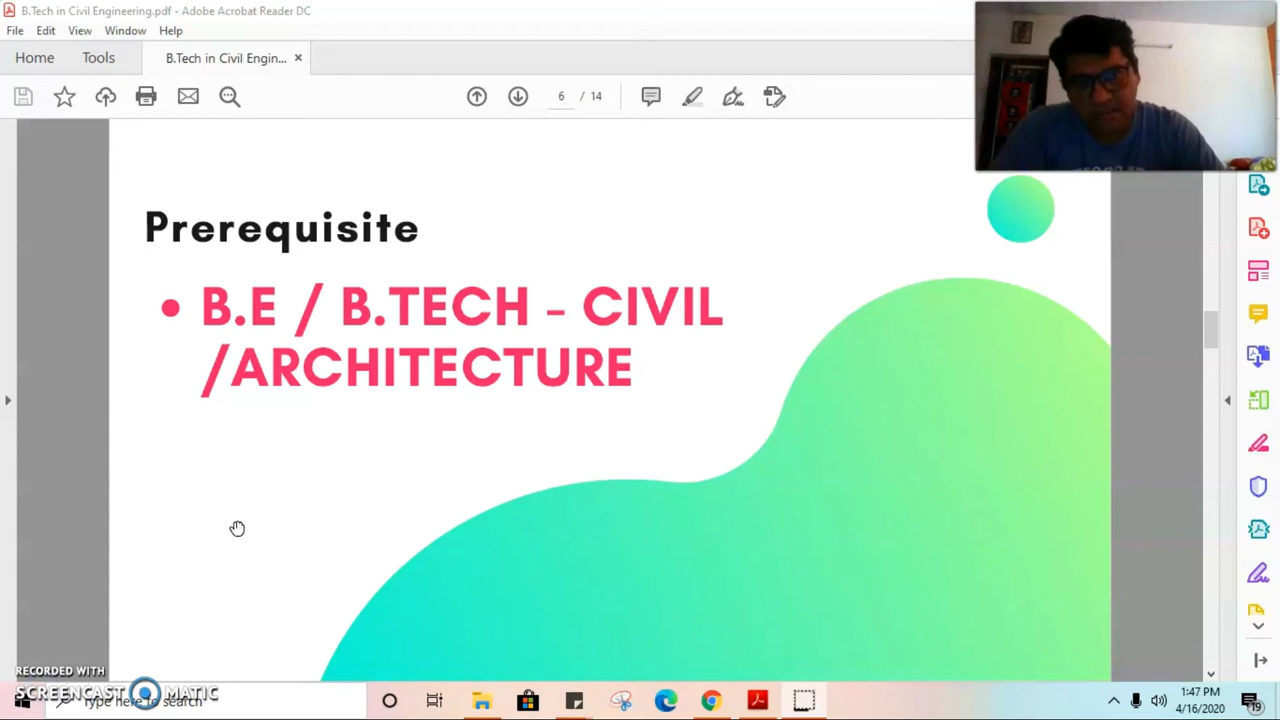 B.Tech in Civil Engineering.pdf - Adobe Acrobat Reader DC
File Edit View Window Help
Home Tools B.Tech in Civil Engin... ×
6 / 14
Prerequisite
• B.E / B.TECH - CIVIL
/ARCHITECTURE
RECORDED WITH
SCREENCAST MATIC
Type here to search
1:47 PM
4/16/2020
19